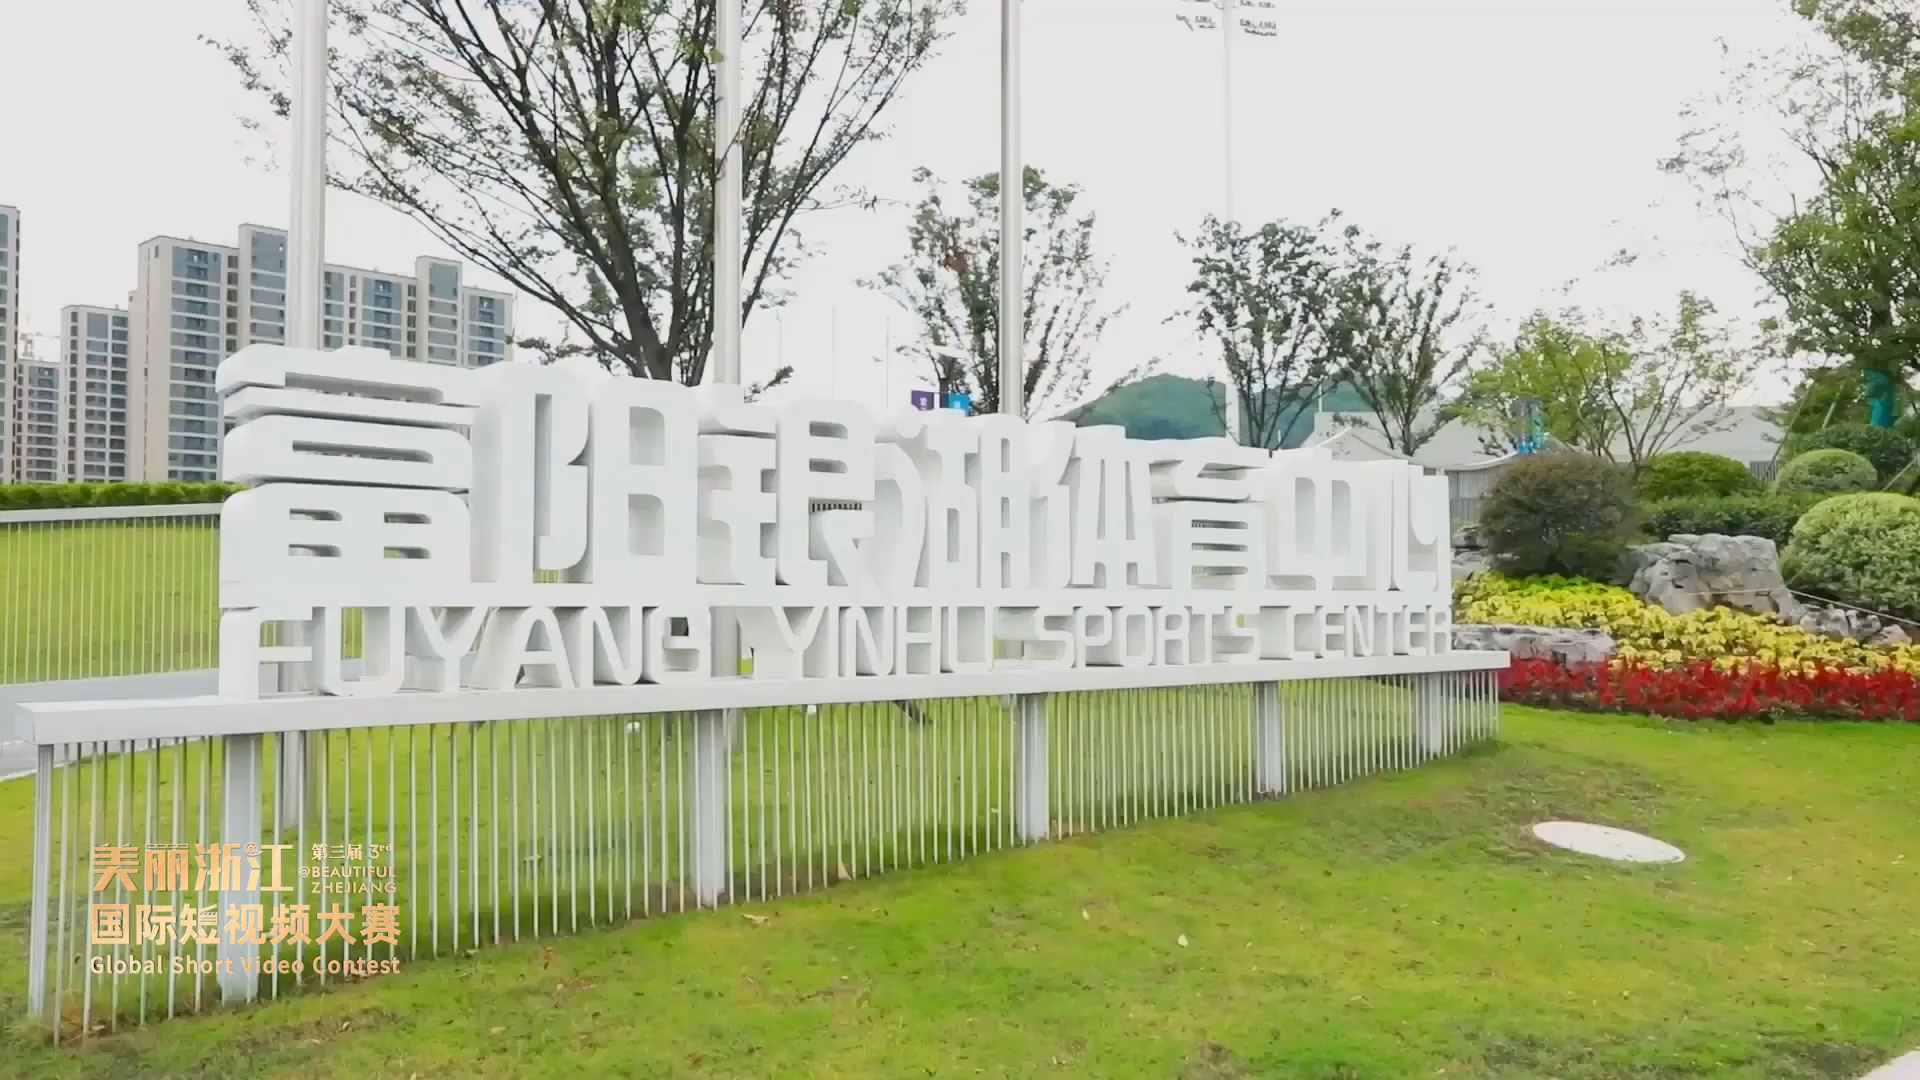 富阳银湖体育中心
FUYANG YINHU SPORTS CENTER
美丽浙江 第三届 3rd
@BEAUTIFUL
ZHEJIANG
国际短视频大赛
Global Short Video Contest